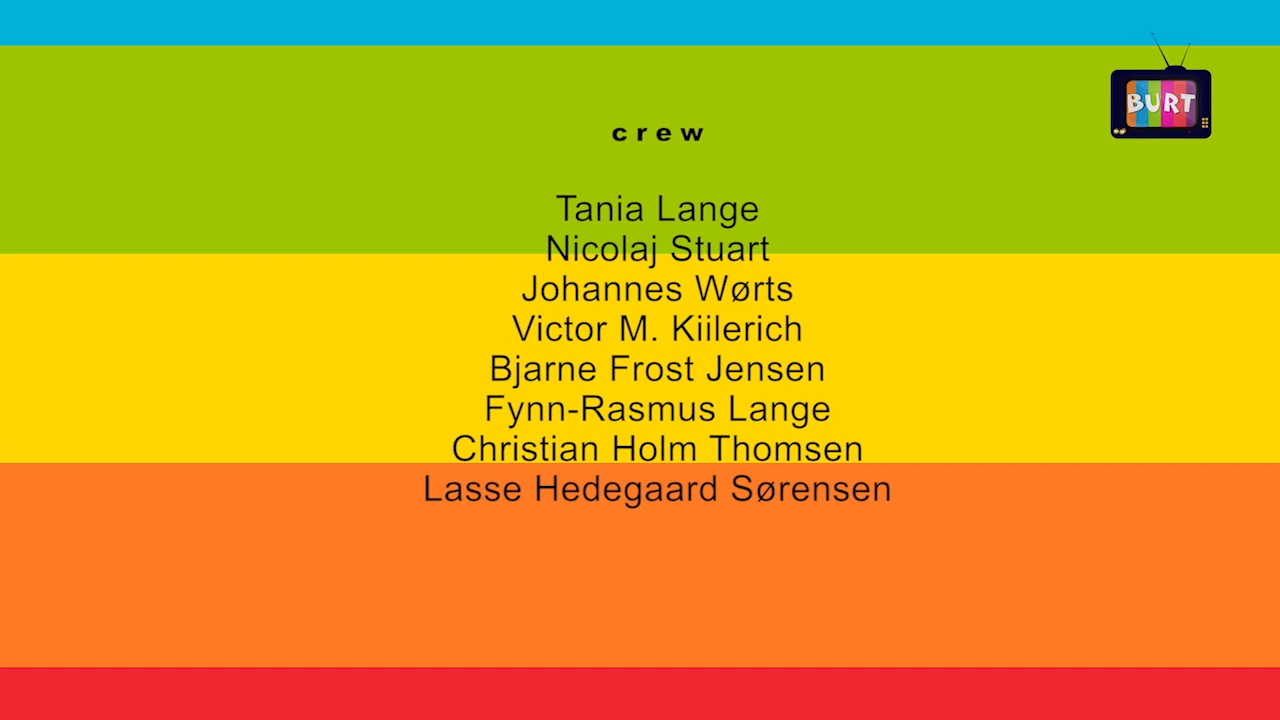 BURT
crew
Tania Lange
Nicolaj Stuart
Johannes Wørts
Victor M. Kiilerich
Bjarne Frost Jensen
Fynn-Rasmus Lange
Christian Holm Thomsen
Lasse Hedegaard Sørensen